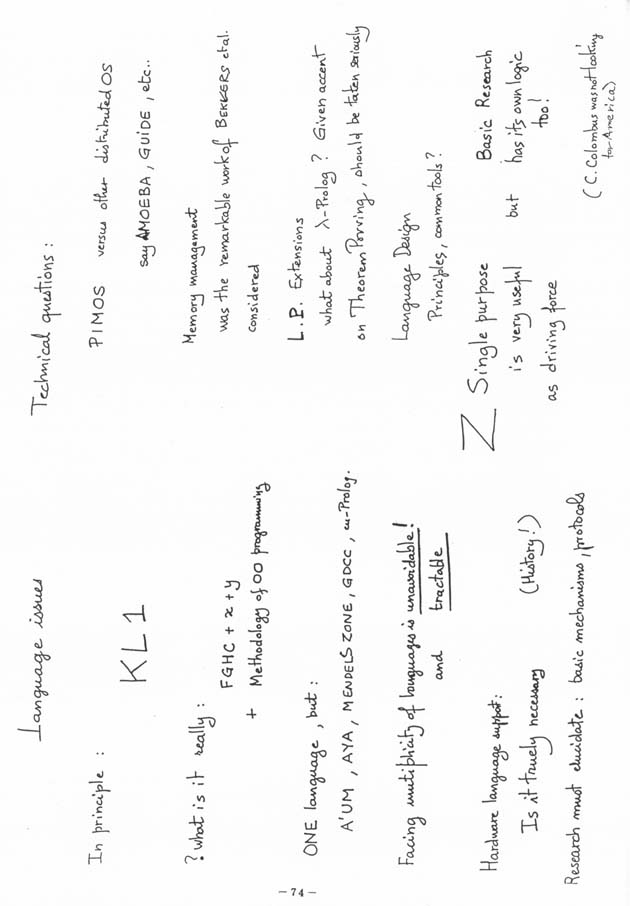 Language issues
In principle :
KL1
? what is it really :
FGHC + x + y
+ Methodology of OO programming
ONE language, but :
A'UM, AYA, MENDELS ZONE, GDCC, cu-Prolog.
Facing multiplicity of languages is unavoidable!
and tractable
Hardware language support:
Is it truely necessary (History!)
Research must elucidate : basic mechanisms, protocols
Technical questions :
PIMOS versus other distributed OS
say AMOEBA, GUIDE, etc..
Memory management
was the remarkable work of BEKKERS et al.
considered
L.P. Extensions
what about λ-Prolog? Given accent
on Theorem Porving, should be taken seriously
Language Design
Principles, common tools?
Z Single purpose but Basic Research
is very useful has its own logic
as driving force too!
(C. Colombus was not lookin'
for America)
-74-